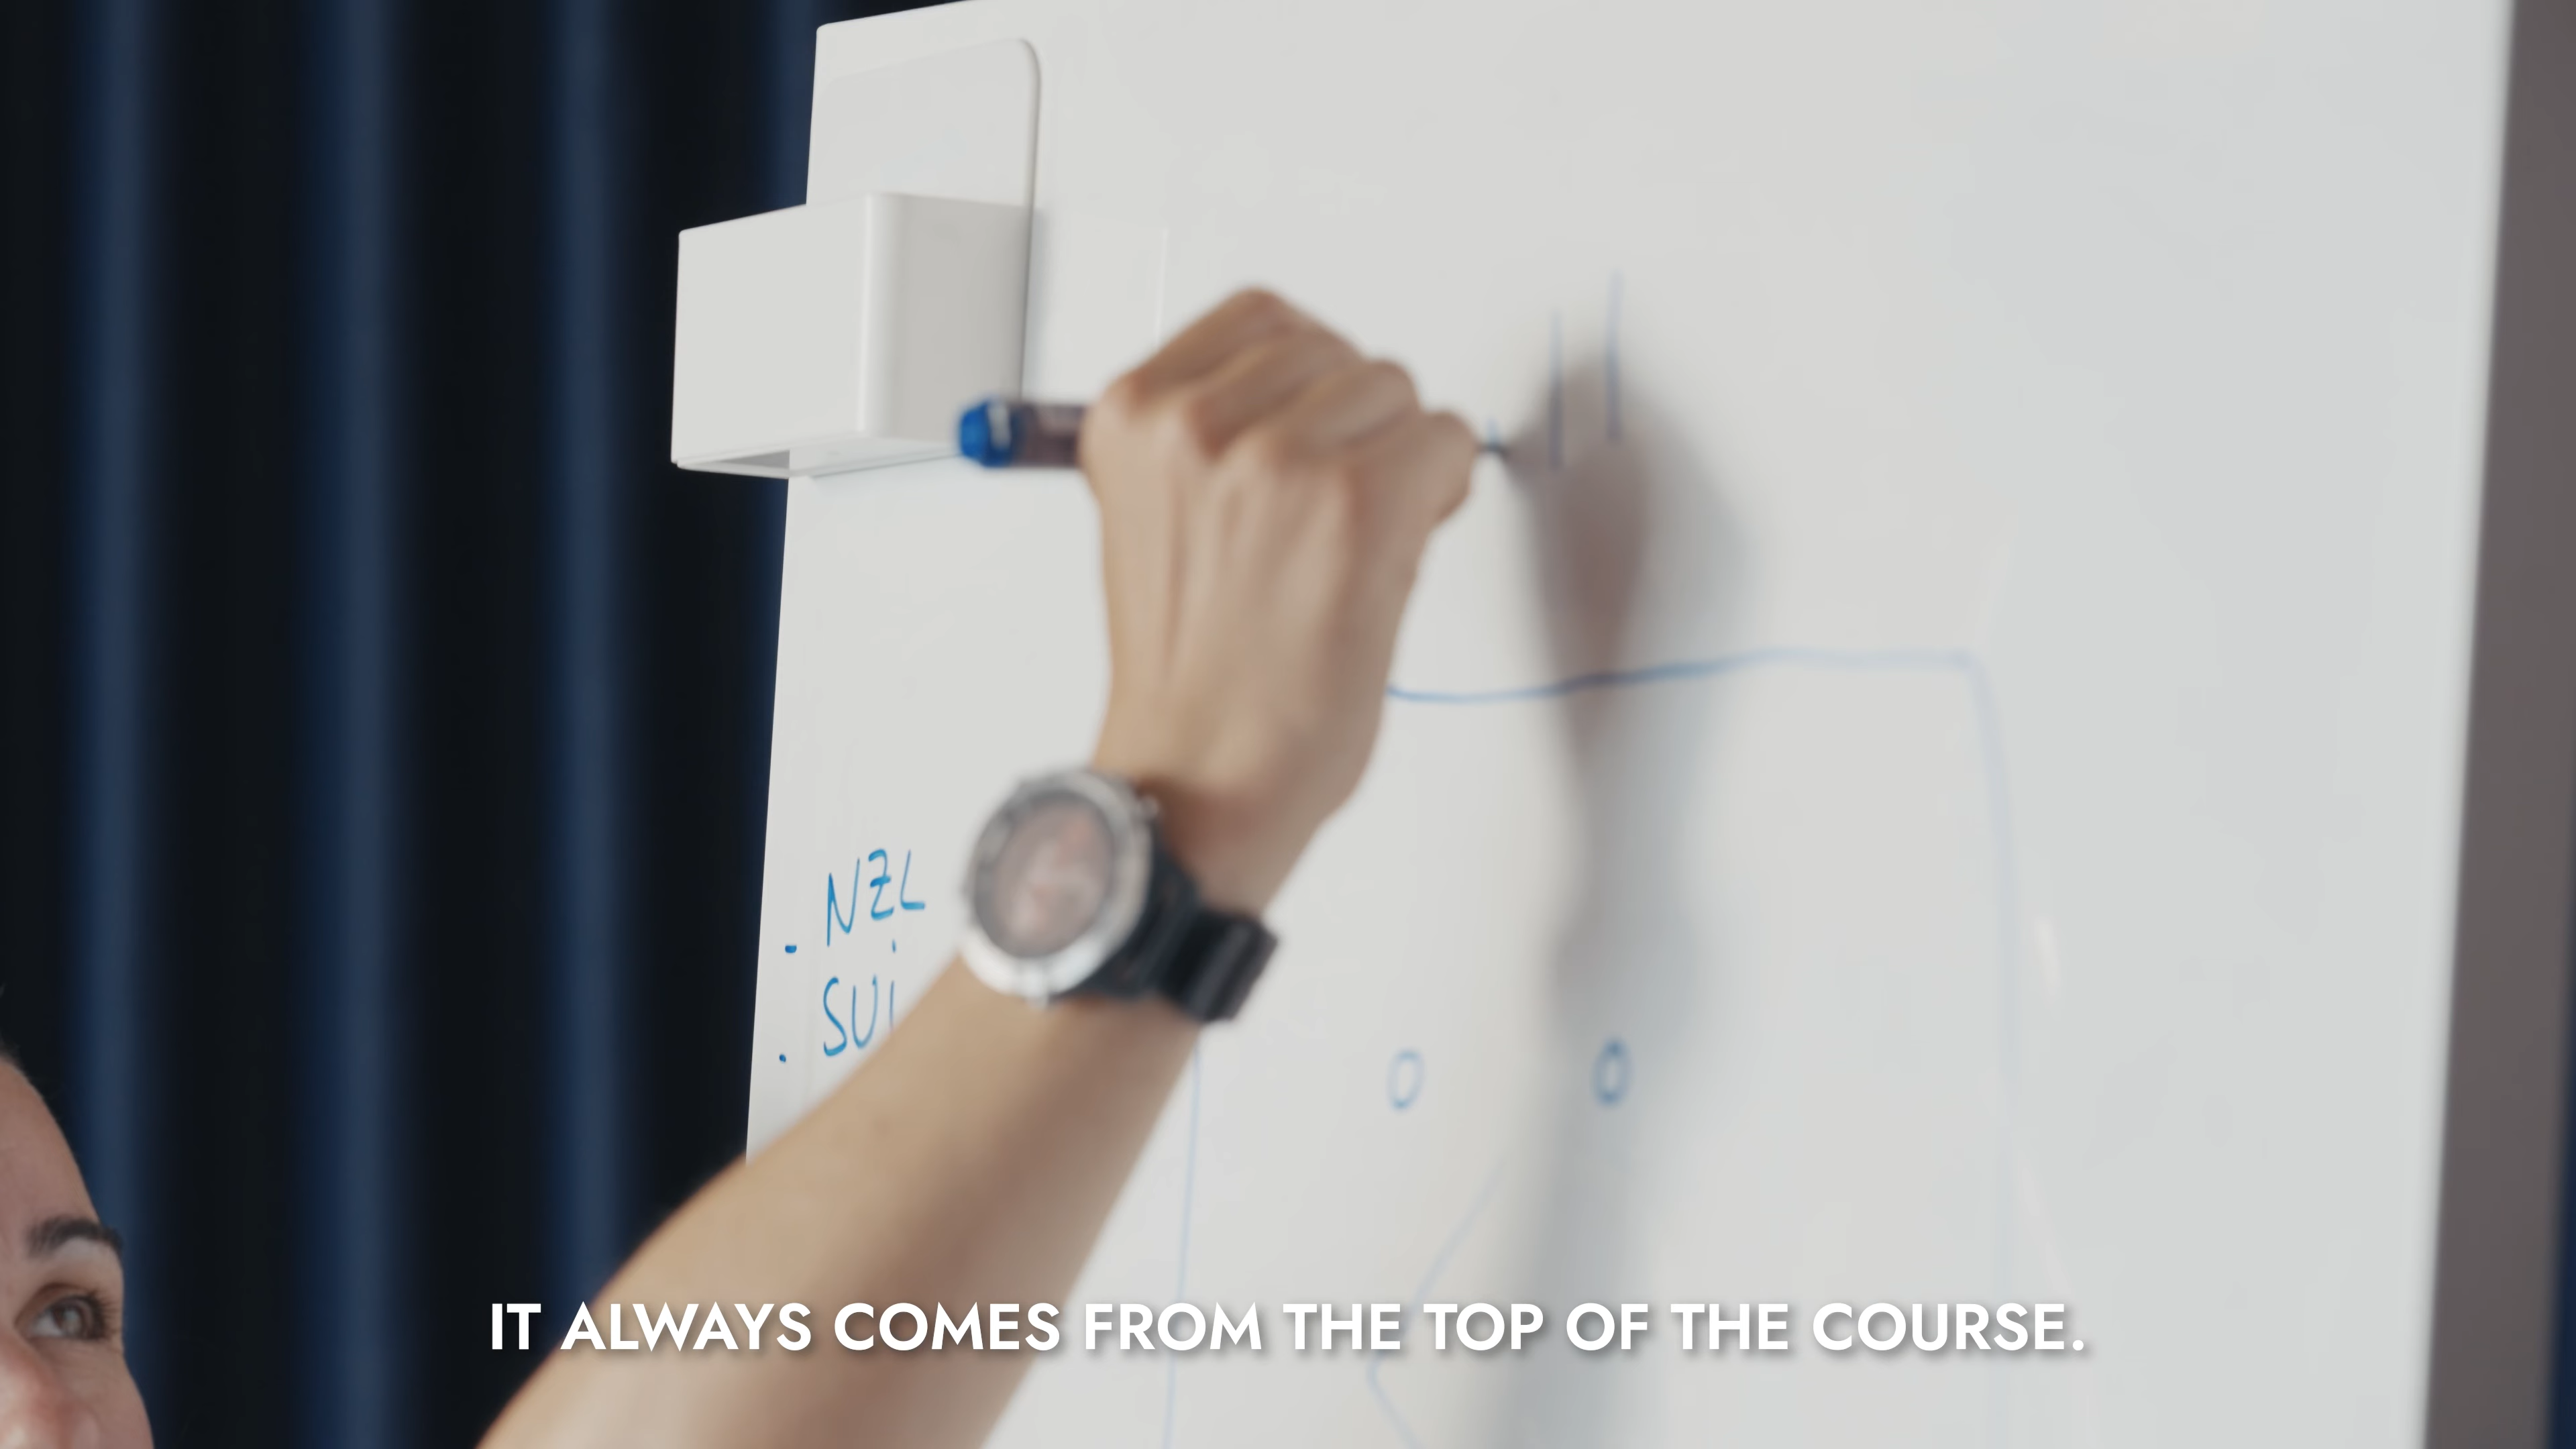 - NZL
. SUi
O O
IT ALWAYS COMES FROM THE TOP OF THE COURSE.